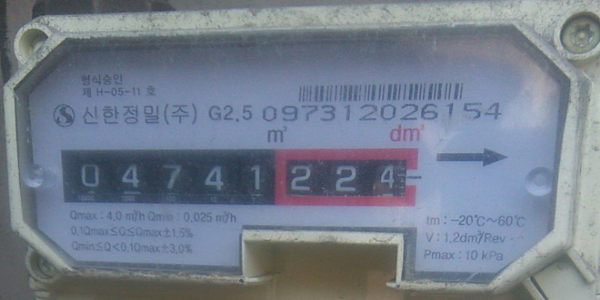 형식승인
제 H-05-11 호
신한정밀(주) G2.5 097312026154
m³ dm³
04741 224
Qmax : 4.0 m³/h Qmin : 0.025 m³/h
0.1Qmax≤Q≤Qmax±1.5%
Qmin≤Q<0.1Qmax±3.0%
tm : -20℃~60℃
V : 1.2dm³/Rev
Pmax : 10 kPa